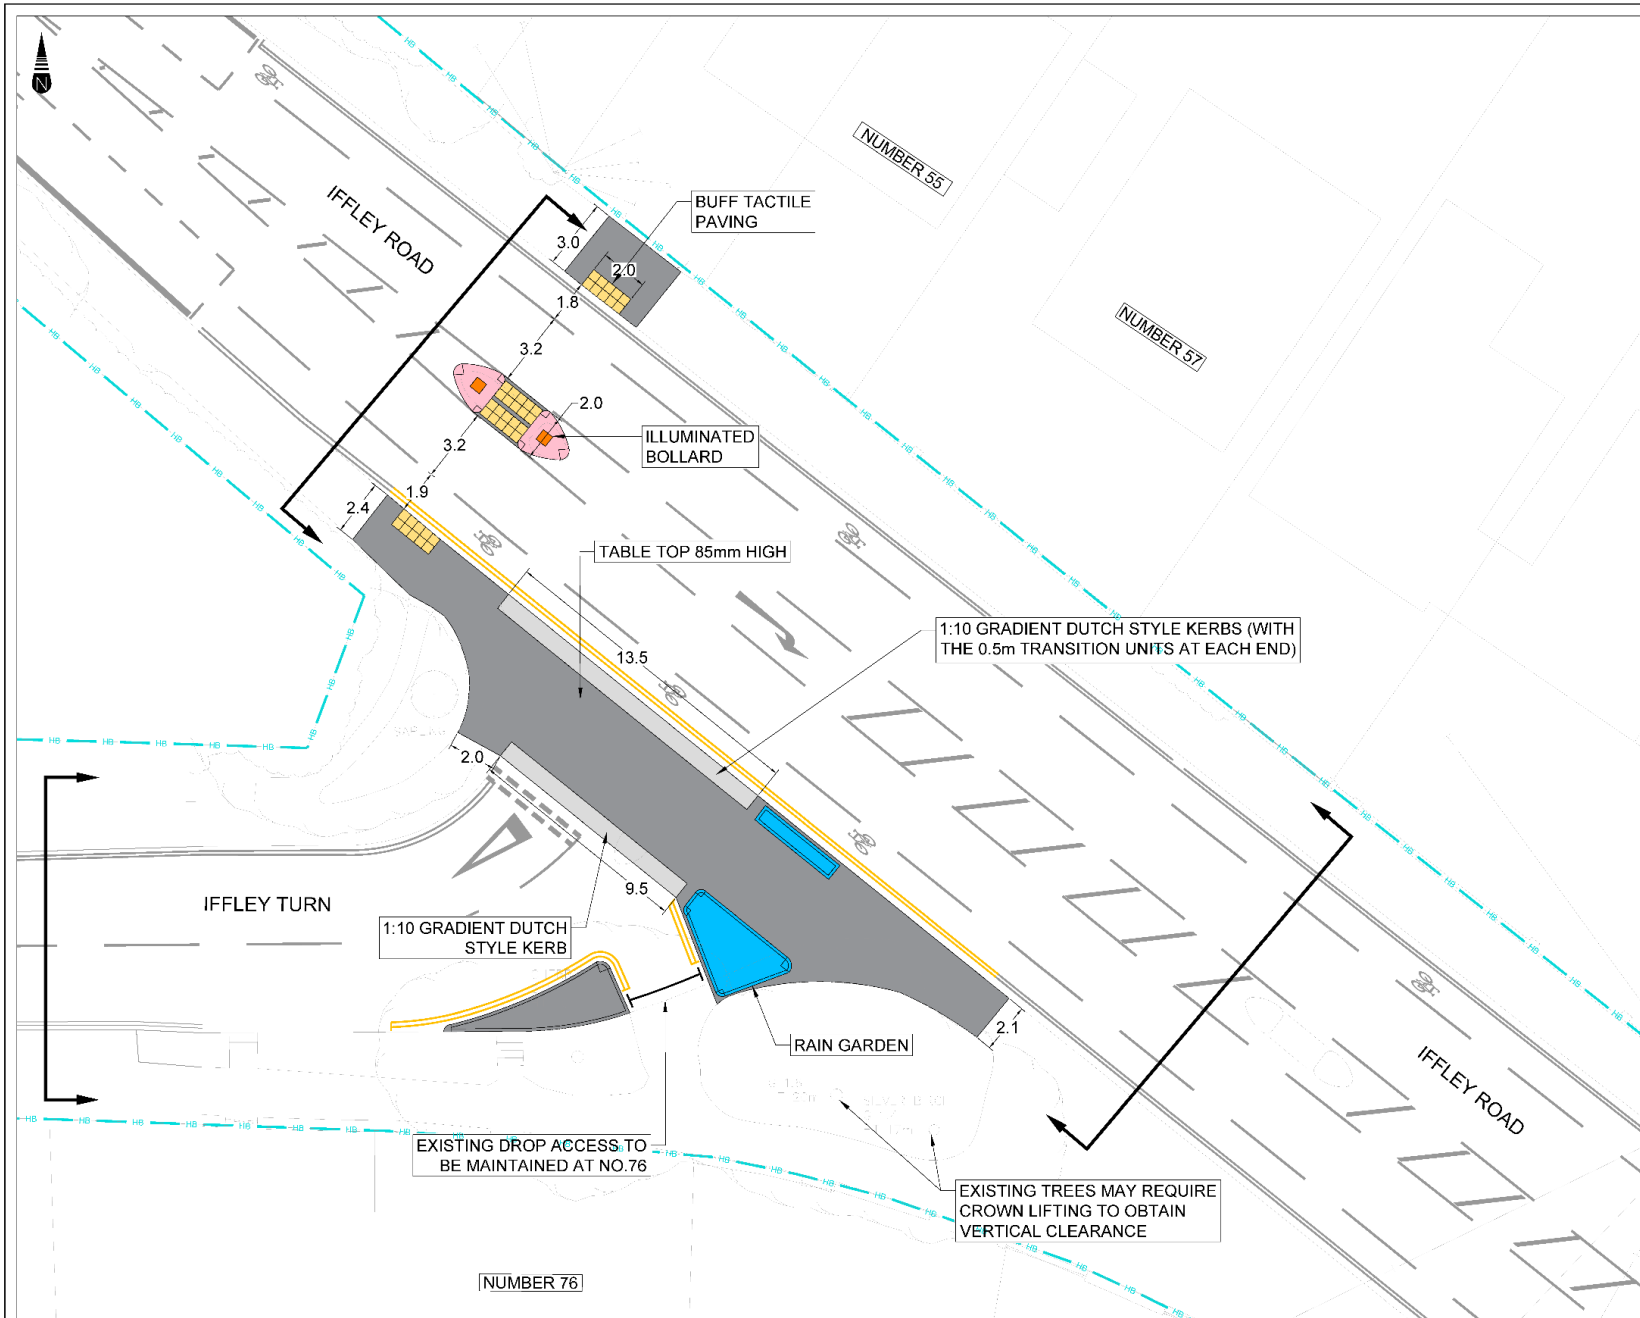 N
NUMBER 55
IFFLEY ROAD
BUFF TACTILE
PAVING
3.0
2.0
1.8
NUMBER 57
3.2
2.0
3.2
ILLUMINATED
BOLLARD
1.9
2.4
TABLE TOP 85mm HIGH
1:10 GRADIENT DUTCH STYLE KERBS (WITH
THE 0.5m TRANSITION UNITS AT EACH END)
13.5
2.0
9.5
IFFLEY TURN
1:10 GRADIENT DUTCH
STYLE KERB
2.1
RAIN GARDEN
IFFLEY ROAD
EXISTING DROP ACCESS TO
BE MAINTAINED AT NO.76
EXISTING TREES MAY REQUIRE
CROWN LIFTING TO OBTAIN
VERTICAL CLEARANCE
NUMBER 76
HB